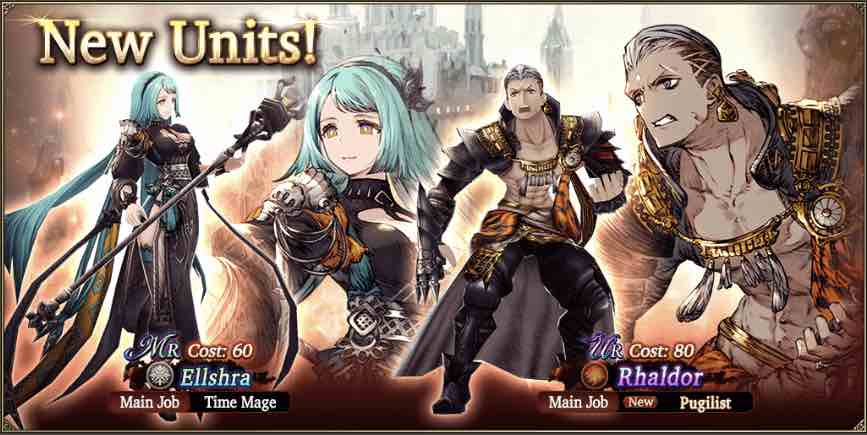 New Units!
MR Cost: 60
Ellshra
Main Job Time Mage
UR Cost: 80
Rhaldor
Main Job New Pugilist